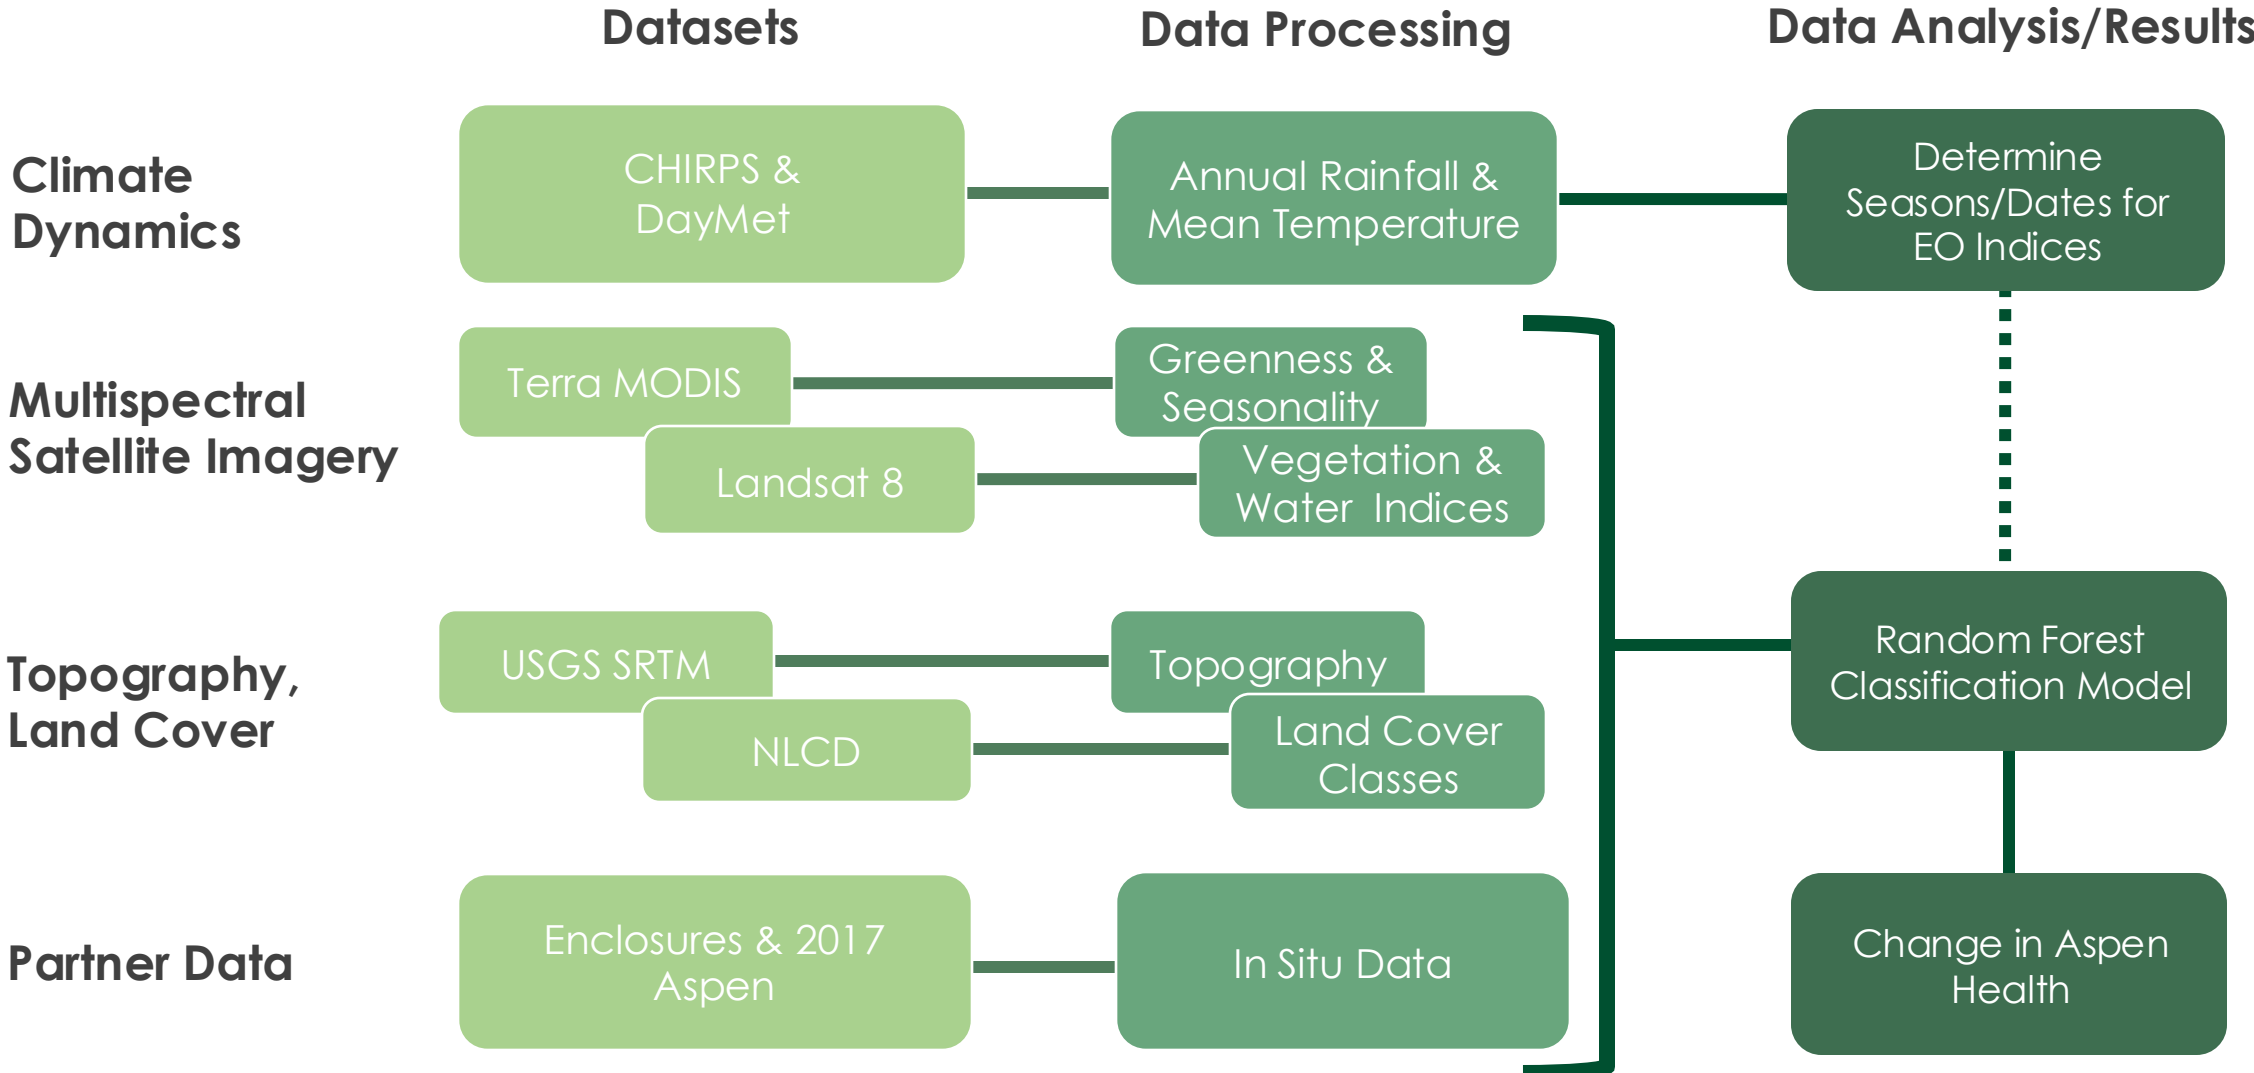 Datasets
Data Processing
Data Analysis/Results
Climate
Dynamics
CHIRPS &
DayMet
Annual Rainfall &
Mean Temperature
Determine
Seasons/Dates for
EO Indices
Multispectral
Satellite Imagery
Terra MODIS
Greenness &
Seasonality
Landsat 8
Vegetation &
Water Indices
Topography,
Land Cover
USGS SRTM
Topography
NLCD
Land Cover
Classes
Random Forest
Classification Model
Partner Data
Enclosures & 2017
Aspen
In Situ Data
Change in Aspen
Health